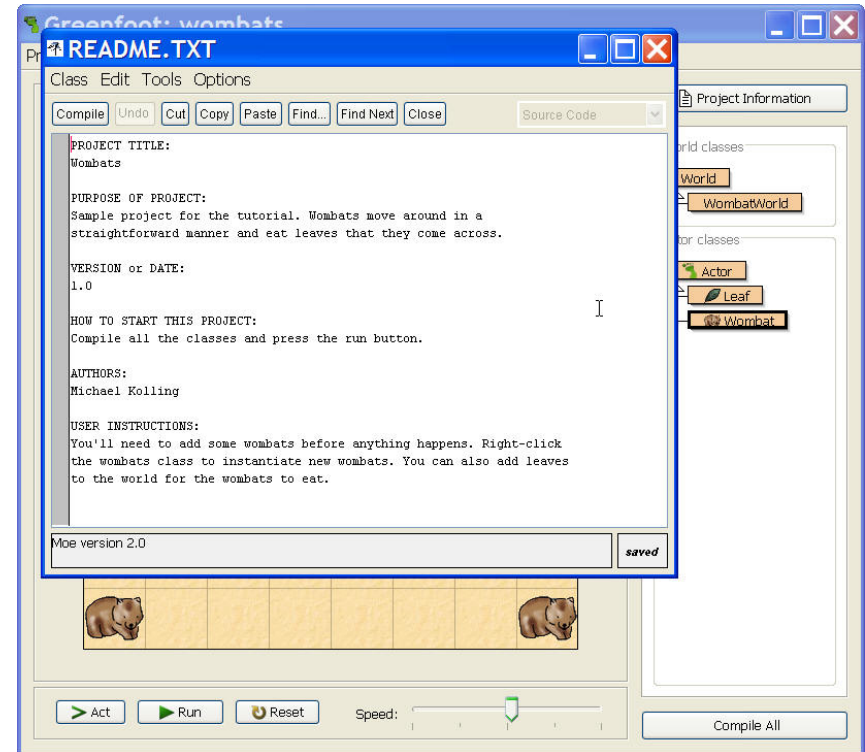 Greenfoot: wombats
README.TXT
Class Edit Tools Options
Compile Undo Cut Copy Paste Find... Find Next Close Source Code
PROJECT TITLE:
Wombats
PURPOSE OF PROJECT:
Sample project for the tutorial. Wombats move around in a
straightforward manner and eat leaves that they come across.
VERSION or DATE:
1.0
HOW TO START THIS PROJECT:
Compile all the classes and press the run button.
AUTHORS:
Michael Kolling
USER INSTRUCTIONS:
You'll need to add some wombats before anything happens. Right-click
the wombats class to instantiate new wombats. You can also add leaves
to the world for the wombats to eat.
Moe version 2.0
saved
Project Information
World
WombatWorld
Actor
Leaf
Wombat
Act Run Reset Speed:
Compile All